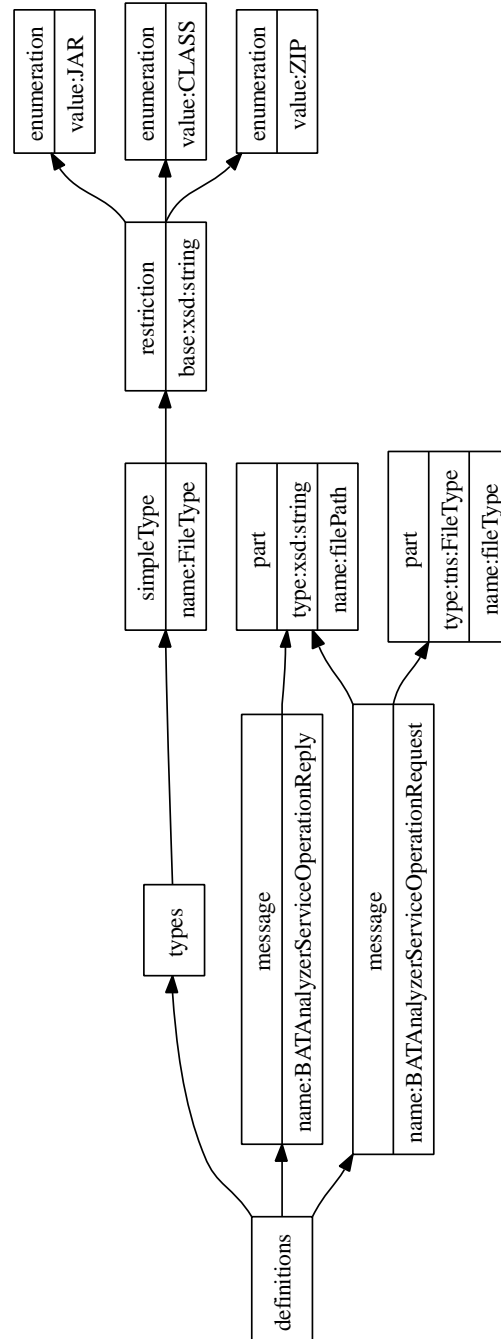 definitions
types
message
name:BATAnalyzerServiceOperationReply
message
name:BATAnalyzerServiceOperationRequest
simpleType
name:FileType
part
type:xsd:string
name:filePath
part
type:tns:FileType
name:fileType
restriction
base:xsd:string
enumeration
value:JAR
enumeration
value:CLASS
enumeration
value:ZIP